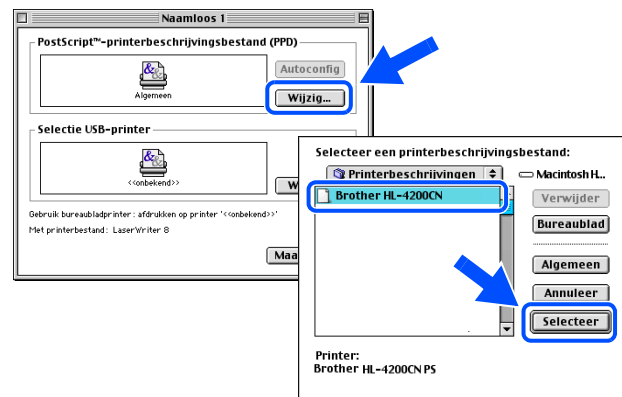 Naamloos 1
PostScript™-printerbeschrijvingsbestand (PPD)
Algemeen
Autoconfig
Wijzig...
Selectie USB-printer
<<onbekend>>
W
Gebruik bureaubladprinter: afdrukken op printer '<<onbekend>>'
Met printerbestand: LaserWriter 8
Maa
Selecteer een printerbeschrijvingsbestand:
Printerbeschrijvingen
Macintosh H...
Brother HL-4200CN
Verwijder
Bureaublad
Algemeen
Annuleer
Selecteer
Printer:
Brother HL-4200CN PS